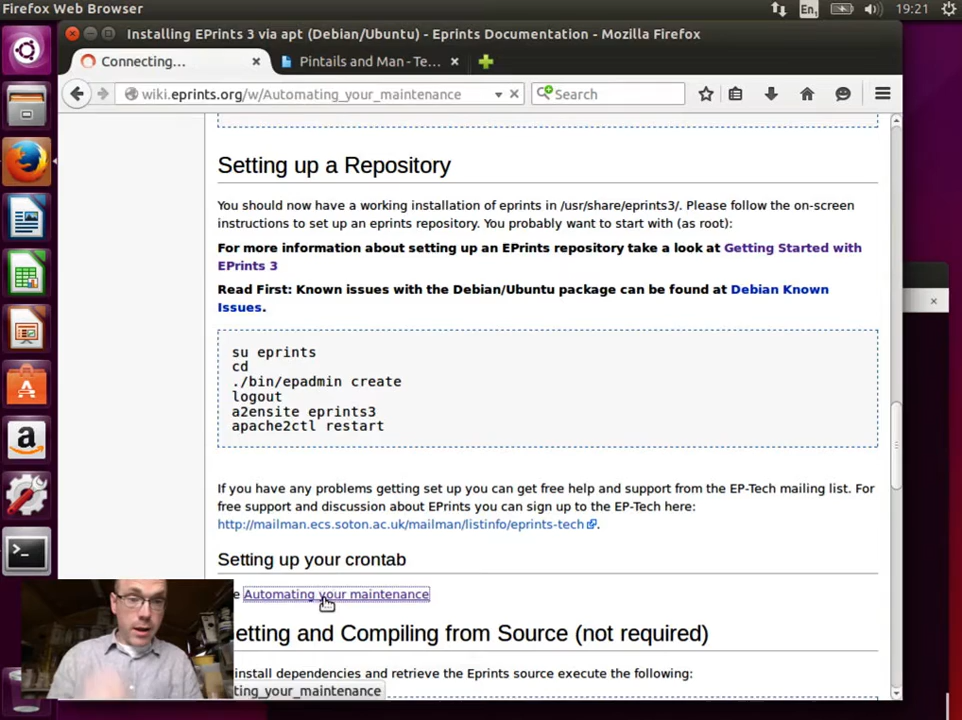 Firefox Web Browser
En1
19:21
Installing EPrints 3 via apt (Debian/Ubuntu) - Eprints Documentation - Mozilla Firefox
Connecting...
Pintails and Man - Te...
wiki.eprints.org/w/Automating_your_maintenance
Search
Setting up a Repository
You should now have a working installation of eprints in /usr/share/eprints3/. Please follow the on-screen
instructions to set up an eprints repository. You probably want to start with (as root):
For more information about setting up an EPrints repository take a look at Getting Started with
EPrints 3
Read First: Known issues with the Debian/Ubuntu package can be found at Debian Known
Issues.
su eprints
cd
./bin/epadmin create
logout
a2ensite eprints3
apache2ctl restart
If you have any problems getting set up you can get free help and support from the EP-Tech mailing list. For
free support and discussion about EPrints you can sign up to the EP-Tech here:
http://mailman.ecs.soton.ac.uk/mailman/listinfo/eprints-tech.
Setting up your crontab
e Automating your maintenance
etting and Compiling from Source (not required)
install dependencies and retrieve the Eprints source execute the following:
ting_your_maintenance